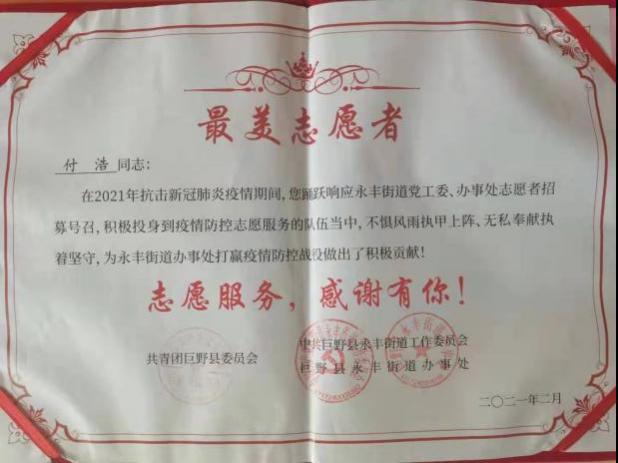 最美志愿者
付 浩 同志:
在2021年抗击新冠肺炎疫情期间,您踊跃响应永丰街道党工委、办事处志愿者招
募号召,积极投身到疫情防控志愿服务的队伍当中,不惧风雨执甲上阵、无私奉献执
着坚守,为永丰街道办事处打赢疫情防控战役做出了积极贡献!
志愿服务,感谢有你!
共青团巨野县委员会
中共巨野县永丰街道工作委员会
巨野县永丰街道办事处
二〇二一年二月